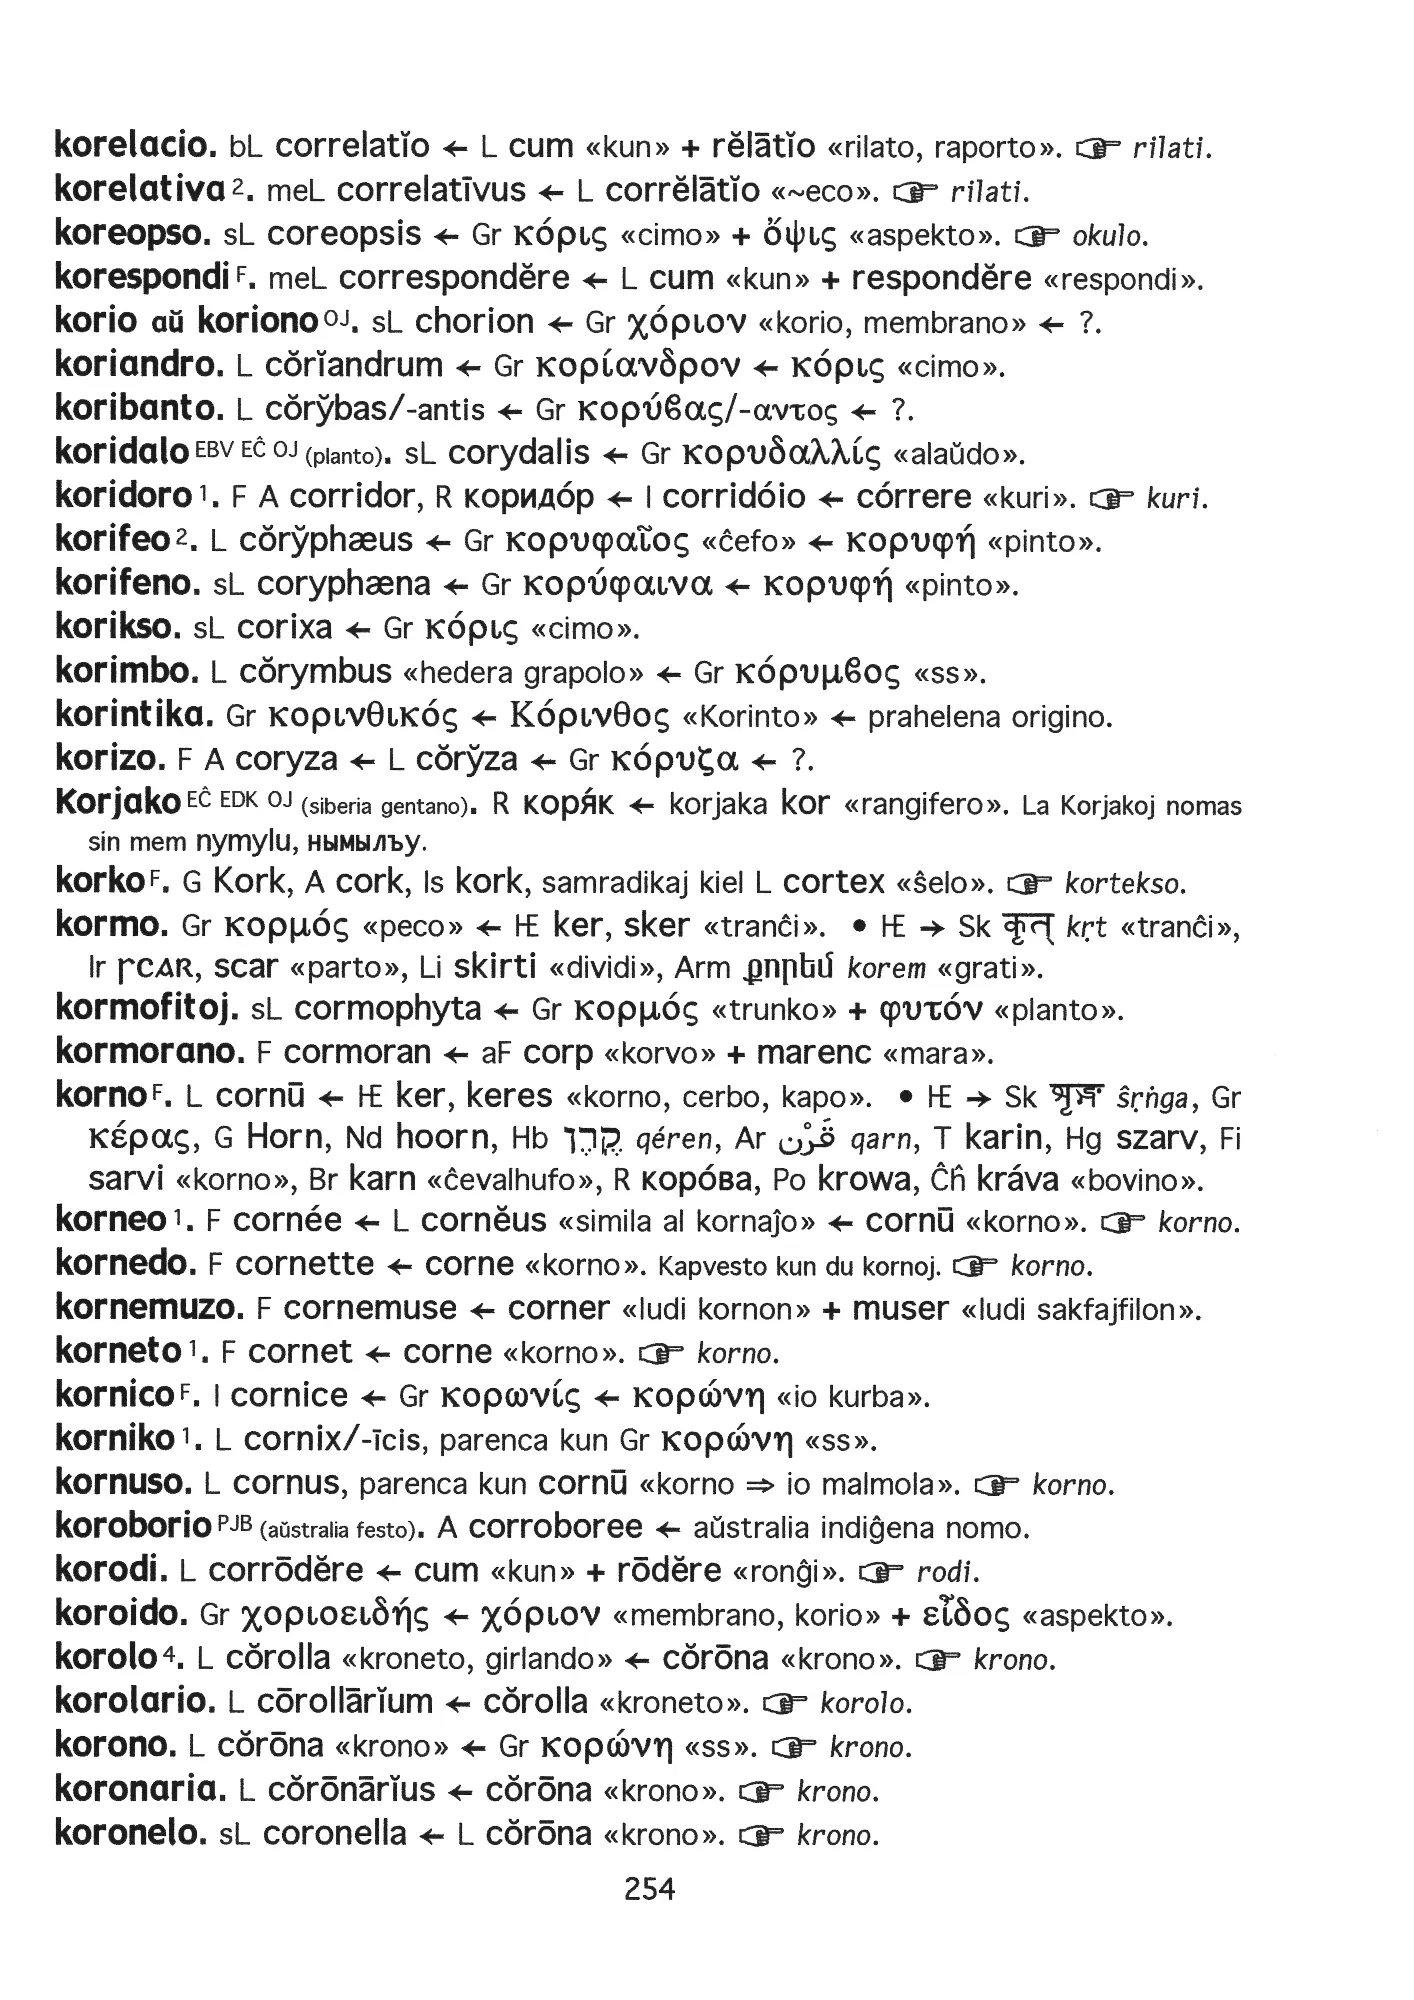 korelacio. bL correlatĭo ← L cum «kun» + rĕlātĭo «rilato, raporto». ☞ rilati.
korelativa 2. meL correlatīvus ← L corrĕlātĭo «~eco». ☞ rilati.
koreopso. sL coreopsis ← Gr κόρις «cimo» + ὄψις «aspekto». ☞ okulo.
korespondi F. meL correspondĕre ← L cum «kun» + respondĕre «respondi».
korio aŭ koriono OJ. sL chorion ← Gr χόριον «korio, membrano» ← ?.
koriandro. L cŏrĭandrum ← Gr κορίανδρον ← κόρις «cimo».
koribanto. L cŏrўbas/-antis ← Gr κορύϐας/-αντος ← ?.
koridalo EBV EĈ OJ (planto). sL corydalis ← Gr κορυδαλλίς «alaŭdo».
koridoro 1. F A corridor, R коридóр ← I corridóio ← córrere «kuri». ☞ kuri.
korifeo 2. L cŏrўphæus ← Gr κορυφαῖος «ĉefo» ← κορυφή «pinto».
korifeno. sL coryphæna ← Gr κορύφαινα ← κορυφή «pinto».
korikso. sL corixa ← Gr κόρις «cimo».
korimbo. L cŏrymbus «hedera grapolo» ← Gr κόρυμϐος «ss».
korintika. Gr κορινθικός ← Κόρινθος «Korinto» ← prahelena origino.
korizo. F A coryza ← L cŏrўza ← Gr κόρυζα ← ?.
Korjako EĈ EDK OJ (siberia gentano). R коря́к ← korjaka kor «rangifero». La Korjakoj nomas
sin mem nymylu, нымылъу.
korko F. G Kork, A cork, Is kork, samradikaj kiel L cortex «ŝelo». ☞ kortekso.
kormo. Gr κορμός «peco» ← IE ker, sker «tranĉi». • IE → Sk कृत् kṛt «tranĉi»,
Ir ꞅcaꞃ, scar «parto», Li skirti «dividi», Arm քորեմ korem «grati».
kormofitoj. sL cormophyta ← Gr κορμός «trunko» + φυτόν «planto».
kormorano. F cormoran ← aF corp «korvo» + marenc «mara».
korno F. L cornū ← IE ker, keres «korno, cerbo, kapo». • IE → Sk शृङ्ग ŝṛṅga, Gr
κέρας, G Horn, Nd hoorn, Hb קֶרֶן qéren, Ar قَرْن qarn, T karin, Hg szarv, Fi
sarvi «korno», Br karn «ĉevalhufo», R корóва, Po krowa, Ĉĥ kráva «bovino».
korneo 1. F cornée ← L cornĕus «simila al kornaĵo» ← cornū «korno». ☞ korno.
kornedo. F cornette ← corne «korno». Kapvesto kun du kornoj. ☞ korno.
kornemuzo. F cornemuse ← corner «ludi kornon» + muser «ludi sakfajfilon».
korneto 1. F cornet ← corne «korno». ☞ korno.
kornico F. I cornice ← Gr κορωνίς ← κορώνη «io kurba».
korniko 1. L cornix/-īcis, parenca kun Gr κορώνη «ss».
kornuso. L cornus, parenca kun cornū «korno ⇒ io malmola». ☞ korno.
koroborio PJB (aŭstralia festo). A corroboree ← aŭstralia indiĝena nomo.
korodi. L corrōdĕre ← cum «kun» + rōdĕre «ronĝi». ☞ rodi.
koroido. Gr χοριοειδής ← χόριον «membrano, korio» + εἶδος «aspekto».
korolo 4. L cŏrolla «kroneto, girlando» ← cŏrōna «krono». ☞ krono.
korolario. L cōrollārĭum ← cŏrolla «kroneto». ☞ korolo.
korono. L cŏrōna «krono» ← Gr κορώνη «ss». ☞ krono.
koronaria. L cŏrōnārĭus ← cŏrōna «krono». ☞ krono.
koronelo. sL coronella ← L cŏrōna «krono». ☞ krono.
254